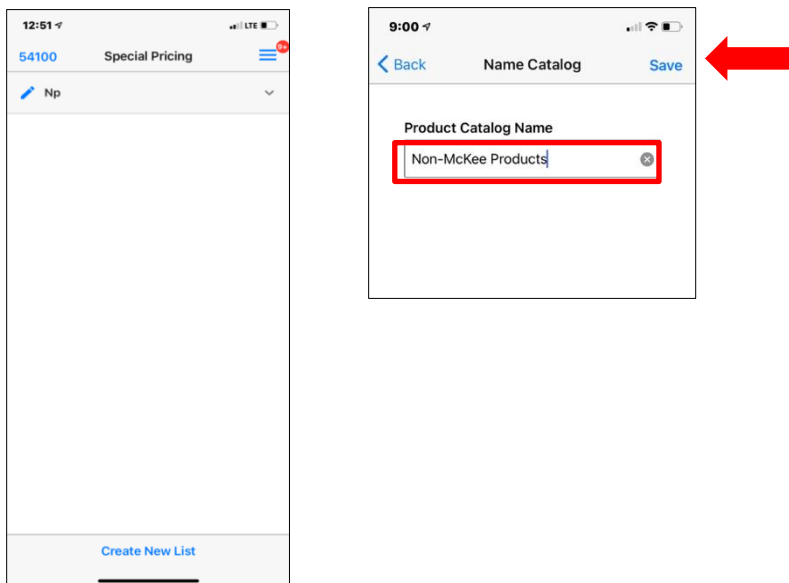 12:51 LTE
54100 Special Pricing 9+
Np
Create New List
9:00
Back Name Catalog Save
Product Catalog Name
Non-McKee Products